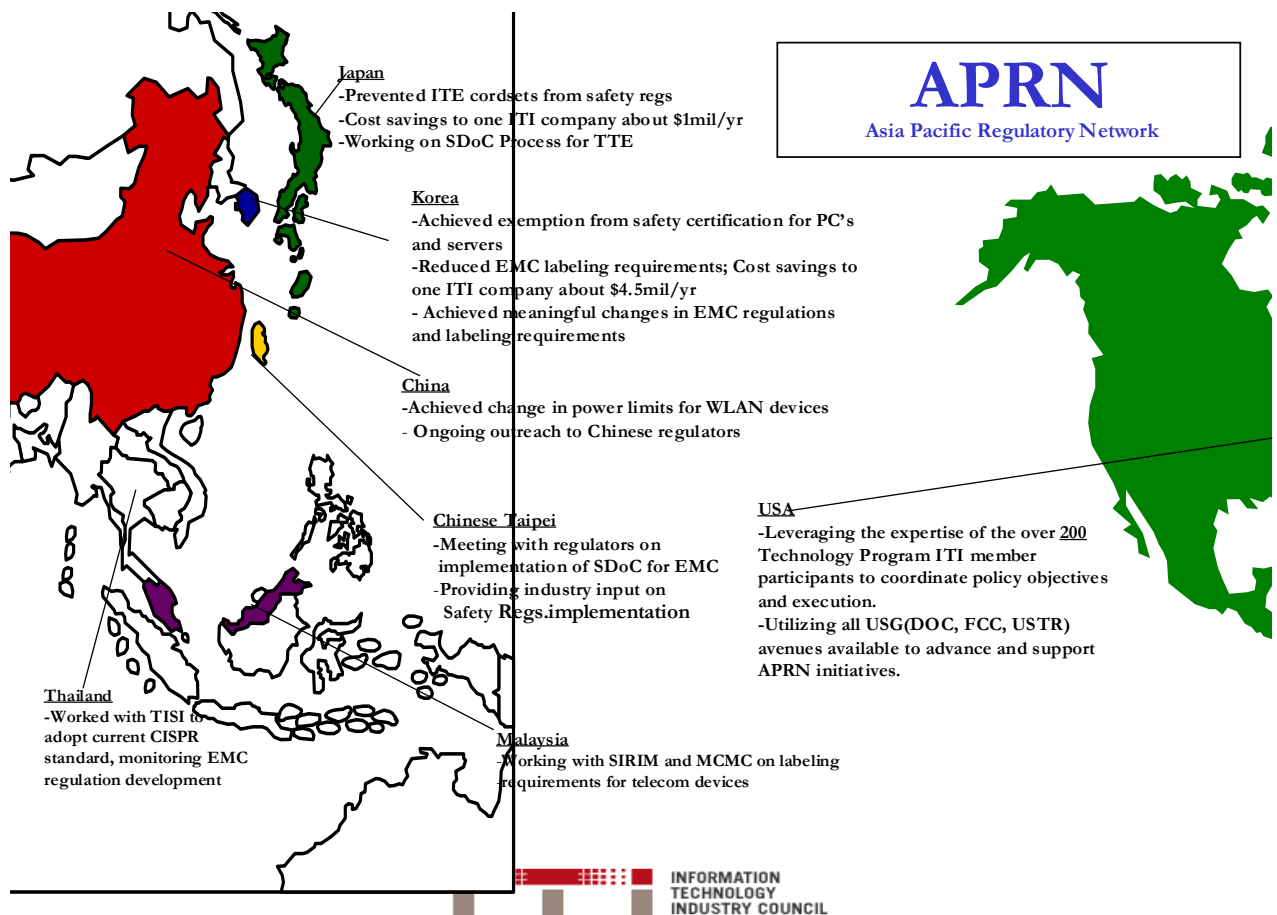 APRN
Asia Pacific Regulatory Network
Japan
-Prevented ITE cordsets from safety regs
-Cost savings to one ITI company about $1mil/yr
-Working on SDoC Process for TTE
Korea
-Achieved exemption from safety certification for PC's
and servers
-Reduced EMC labeling requirements; Cost savings to
one ITI company about $4.5mil/yr
- Achieved meaningful changes in EMC regulations
and labeling requirements
China
-Achieved change in power limits for WLAN devices
- Ongoing outreach to Chinese regulators
Chinese Taipei
-Meeting with regulators on
implementation of SDoC for EMC
-Providing industry input on
Safety Regs.implementation
USA
-Leveraging the expertise of the over 200
Technology Program ITI member
participants to coordinate policy objectives
and execution.
-Utilizing all USG(DOC, FCC, USTR)
avenues available to advance and support
APRN initiatives.
Thailand
-Worked with TISI to
adopt current CISPR
standard, monitoring EMC
regulation development
Malaysia
-Working with SIRIM and MCMC on labeling
-requirements for telecom devices
INFORMATION
TECHNOLOGY
INDUSTRY COUNCIL